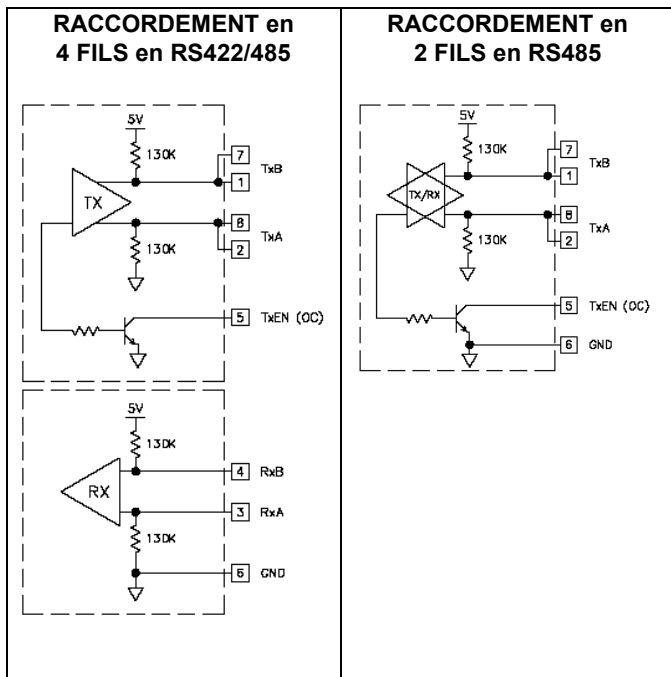 RACCORDEMENT en
4 FILS en RS422/485
5V
130K
7
TxB
1
TX
8
TxA
2
130K
5 TxEN (OC)
5V
130K
4 RxB
RX
3 RxA
130K
6 GND
RACCORDEMENT en
2 FILS en RS485
5V
130K
7
TxB
1
TX/RX
8
TxA
2
130K
5 TxEN (OC)
6 GND